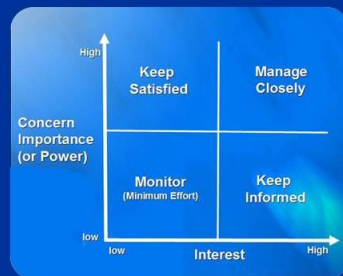 High
Keep
Satisfied
Manage
Closely
Concern
Importance
(or Power)
Monitor
(Minimum Effort)
Keep
Informed
low
low
Interest
High